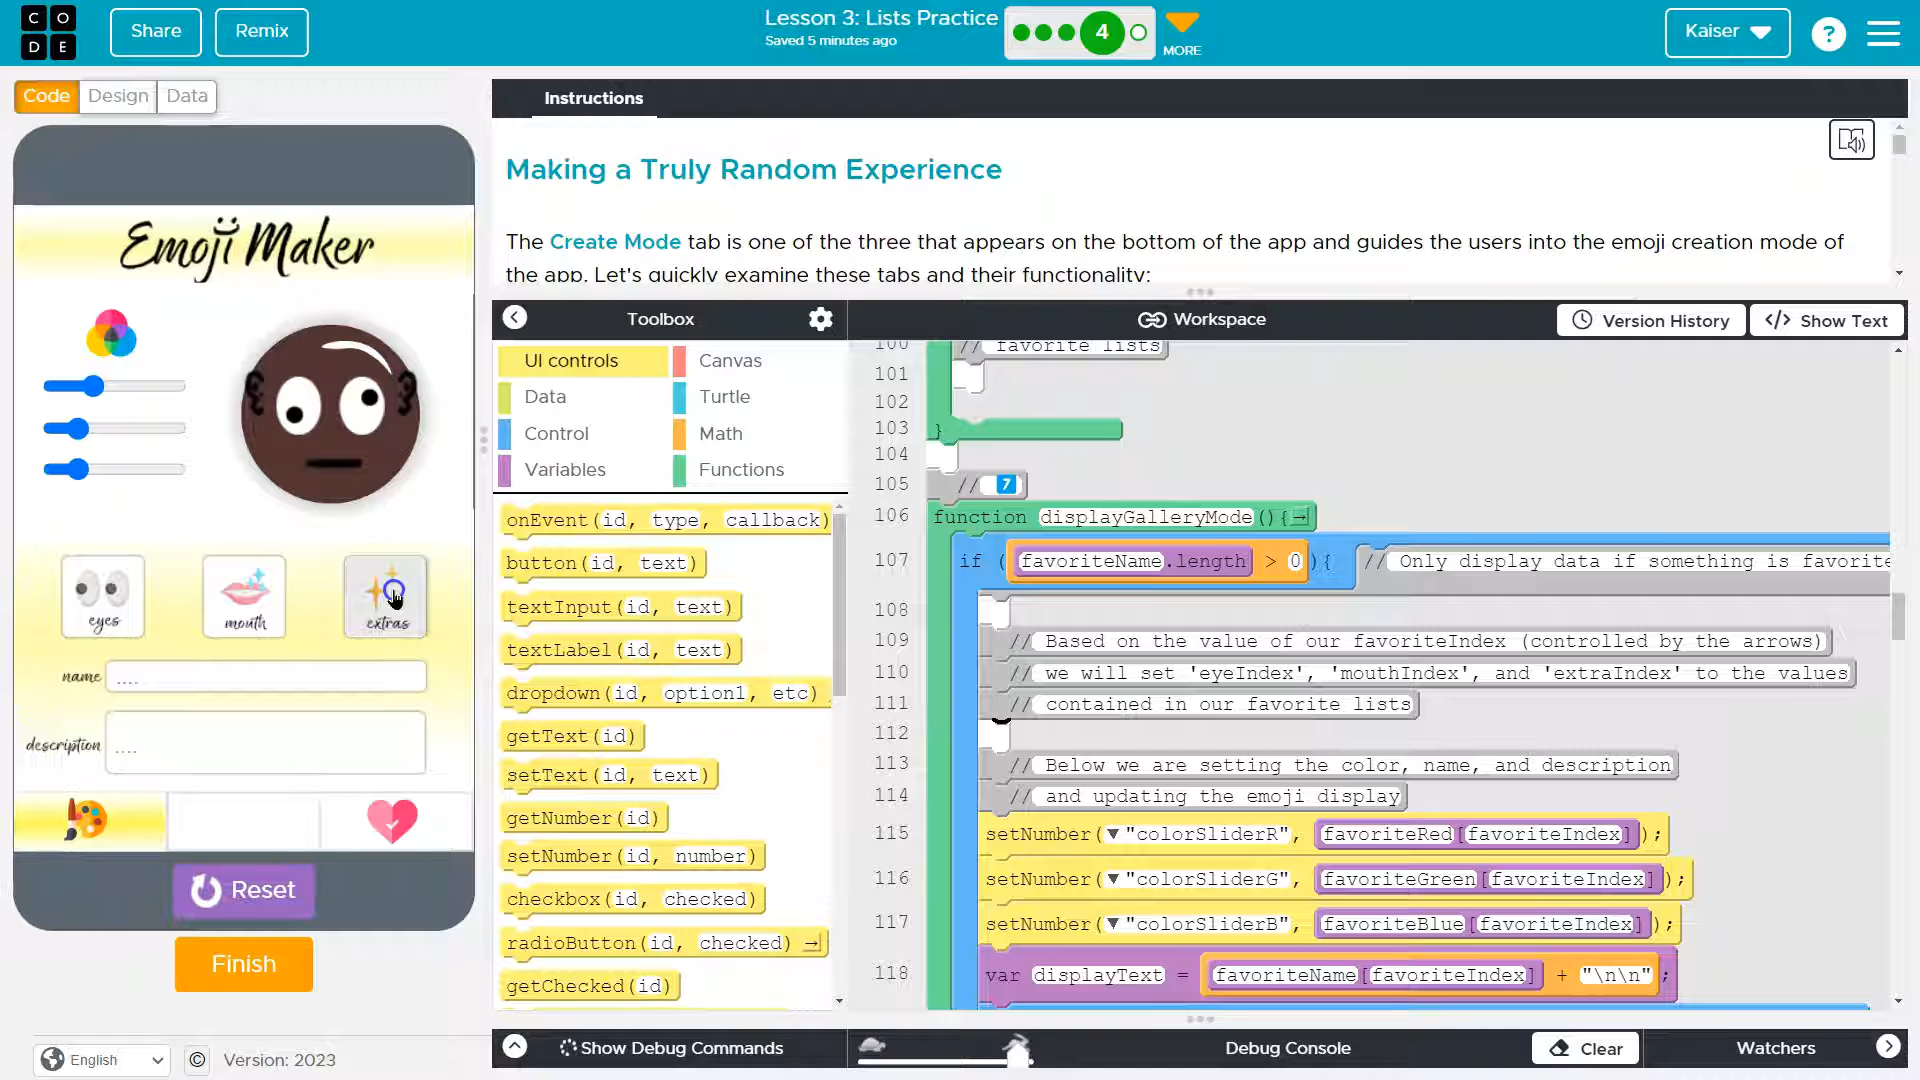 C O
D E
Share
Remix
Lesson 3: Lists Practice
Saved 5 minutes ago
4
MORE
Kaiser
?
Code
Design
Data
Instructions
Making a Truly Random Experience
The Create Mode tab is one of the three that appears on the bottom of the app and guides the users into the emoji creation mode of
the app. Let's quickly examine these tabs and their functionality:
Emoji Maker
eyes
mouth
extras
name
....
description
....
Reset
Finish
English
©
Version: 2023
Toolbox
Workspace
Version History
Show Text
UI controls
Canvas
Data
Turtle
Control
Math
Variables
Functions
onEvent(id, type, callback)
button(id, text)
textInput(id, text)
textLabel(id, text)
dropdown(id, option1, etc)
getText(id)
setText(id, text)
getNumber(id)
setNumber(id, number)
checkbox(id, checked)
radioButton(id, checked) →
getChecked(id)
100 // favorite lists
101
102
103 }
104
105 // 7
106 function displayGalleryMode(){→
107 if (favoriteName.length > 0){ // Only display data if something is favorite
108
109 // Based on the value of our favoriteIndex (controlled by the arrows)
110 // we will set 'eyeIndex', 'mouthIndex', and 'extraIndex' to the values
111 // contained in our favorite lists
112
113 // Below we are setting the color, name, and description
114 // and updating the emoji display
115 setNumber(▼"colorSliderR", favoriteRed[favoriteIndex]);
116 setNumber(▼"colorSliderG", favoriteGreen[favoriteIndex]);
117 setNumber(▼"colorSliderB", favoriteBlue[favoriteIndex]);
118 var displayText = favoriteName[favoriteIndex] + "\n\n";
Show Debug Commands
Debug Console
Clear
Watchers